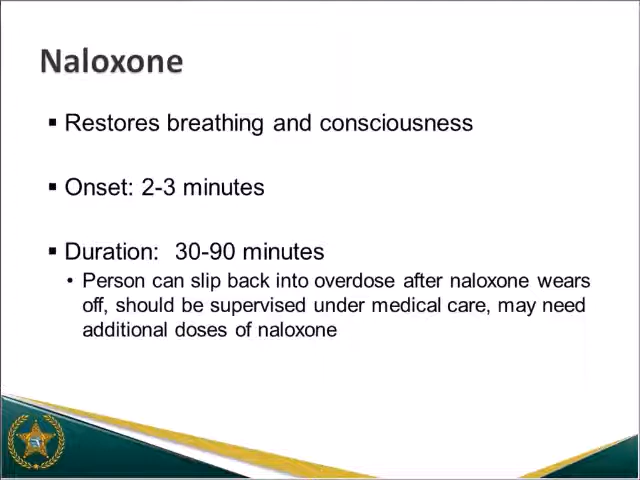 Naloxone
▪ Restores breathing and consciousness
▪ Onset: 2-3 minutes
▪ Duration:  30-90 minutes
• Person can slip back into overdose after naloxone wears
off, should be supervised under medical care, may need
additional doses of naloxone